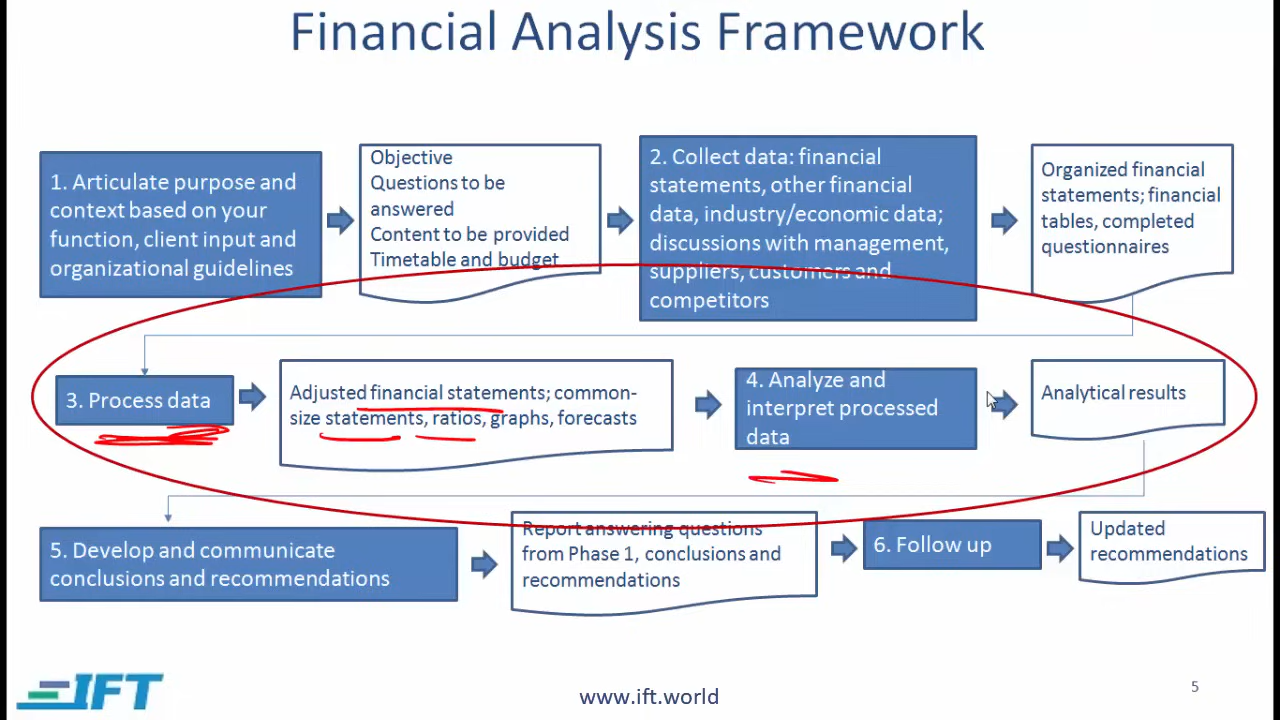 Financial Analysis Framework
1. Articulate purpose and
context based on your
function, client input and
organizational guidelines
Objective
Questions to be
answered
Content to be provided
Timetable and budget
2. Collect data: financial
statements, other financial
data, industry/economic data;
discussions with management,
suppliers, customers and
competitors
Organized financial
statements; financial
tables, completed
questionnaires
3. Process data
Adjusted financial statements; common-
size statements, ratios, graphs, forecasts
4. Analyze and
interpret processed
data
Analytical results
5. Develop and communicate
conclusions and recommendations
Report answering questions
from Phase 1, conclusions and
recommendations
6. Follow up
Updated
recommendations
IFT
www.ift.world
5